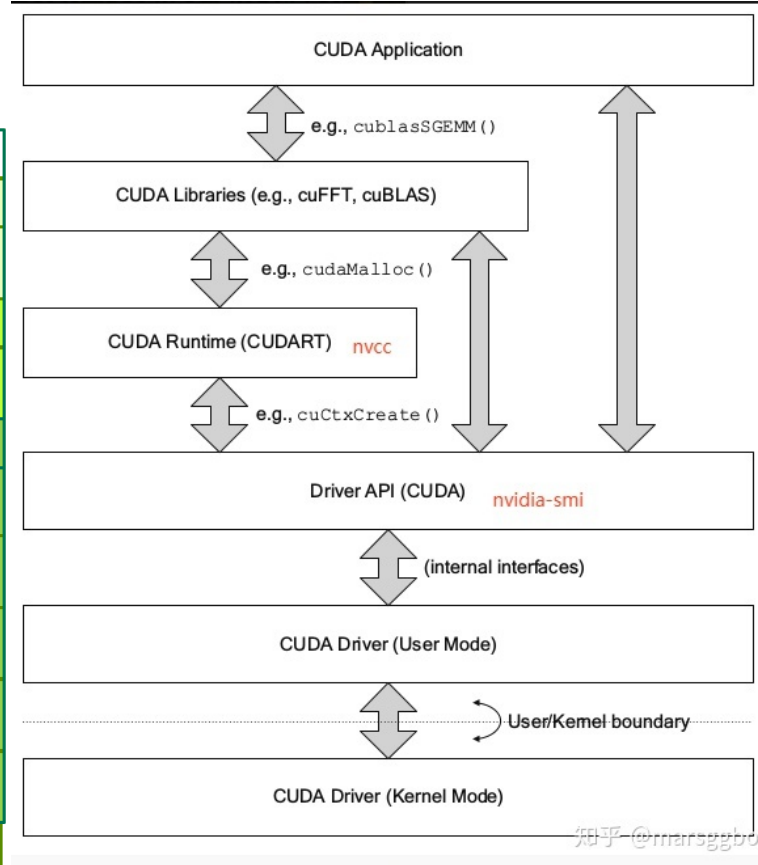 CUDA Application
e.g., cublasSGEMM()
CUDA Libraries (e.g., cuFFT, cuBLAS)
e.g., cudaMalloc()
CUDA Runtime (CUDART) nvcc
e.g., cuCtxCreate()
Driver API (CUDA) nvidia-smi
(internal interfaces)
CUDA Driver (User Mode)
User/Kernel boundary
CUDA Driver (Kernel Mode)
知乎 @marsggbo